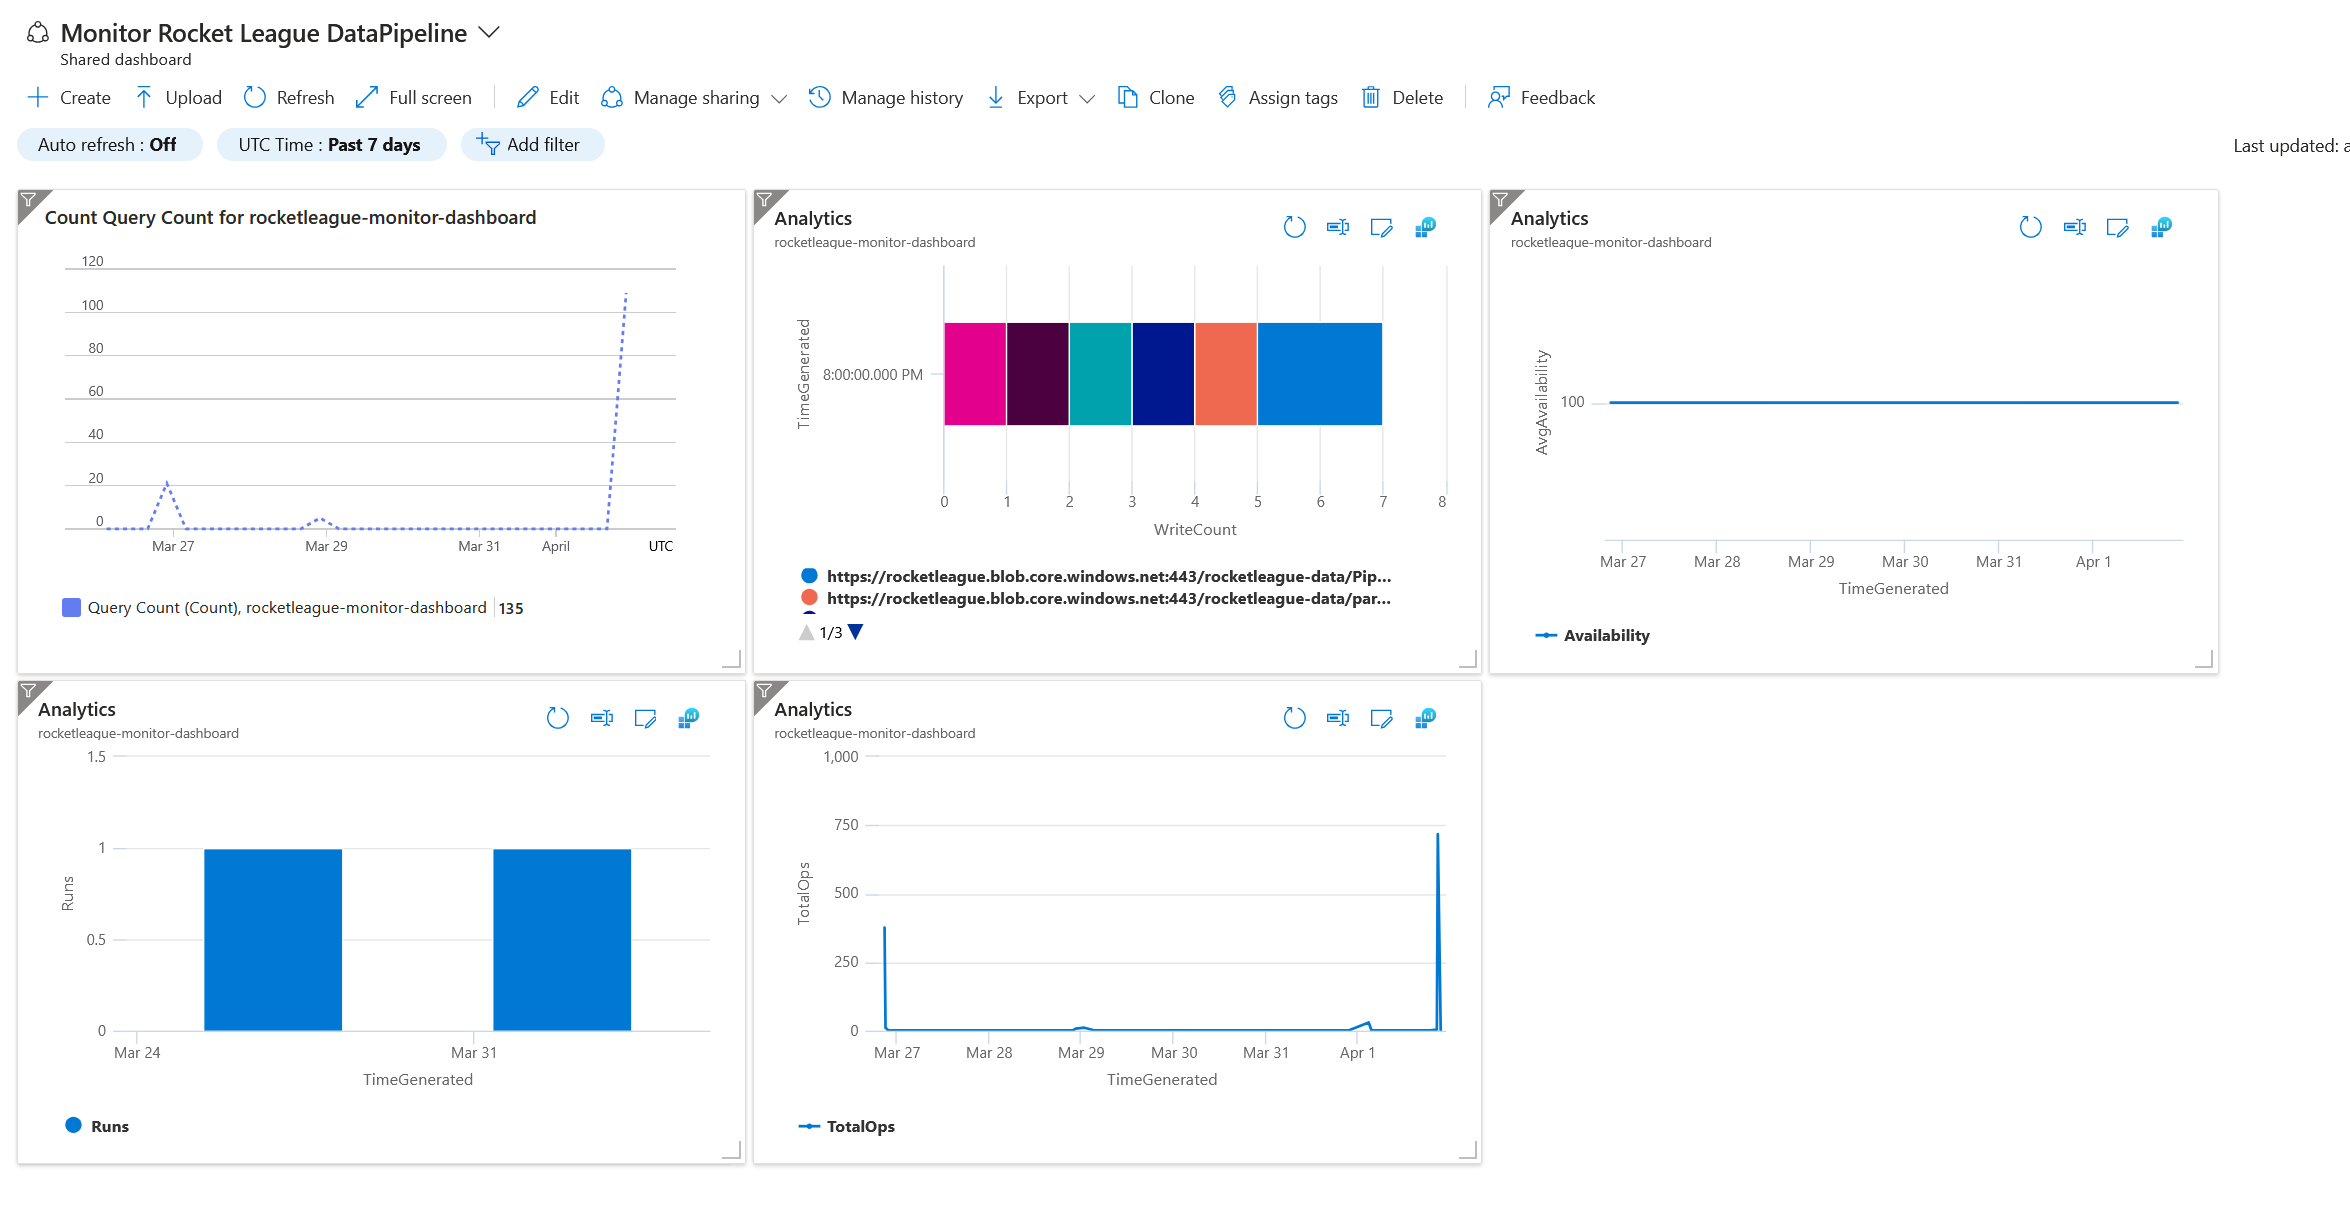 Monitor Rocket League DataPipeline
Shared dashboard
Create Upload Refresh Full screen Edit Manage sharing Manage history Export Clone Assign tags Delete Feedback
Auto refresh : Off UTC Time : Past 7 days Add filter Last updated: a
Count Query Count for rocketleague-monitor-dashboard
120
100
80
60
40
20
0
Mar 27 Mar 29 Mar 31 April UTC
Query Count (Count), rocketleague-monitor-dashboard 135
Analytics
rocketleague-monitor-dashboard
TimeGenerated
8:00:00.000 PM
0 1 2 3 4 5 6 7 8
WriteCount
https://rocketleague.blob.core.windows.net:443/rocketleague-data/Pip...
https://rocketleague.blob.core.windows.net:443/rocketleague-data/par...
1/3
Analytics
rocketleague-monitor-dashboard
AvgAvailability
100
Mar 27 Mar 28 Mar 29 Mar 30 Mar 31 Apr 1
TimeGenerated
Availability
Analytics
rocketleague-monitor-dashboard
1.5
1
0.5
0
Runs
Mar 24 Mar 31
TimeGenerated
Runs
Analytics
rocketleague-monitor-dashboard
1,000
750
500
250
0
TotalOps
Mar 27 Mar 28 Mar 29 Mar 30 Mar 31 Apr 1
TimeGenerated
TotalOps